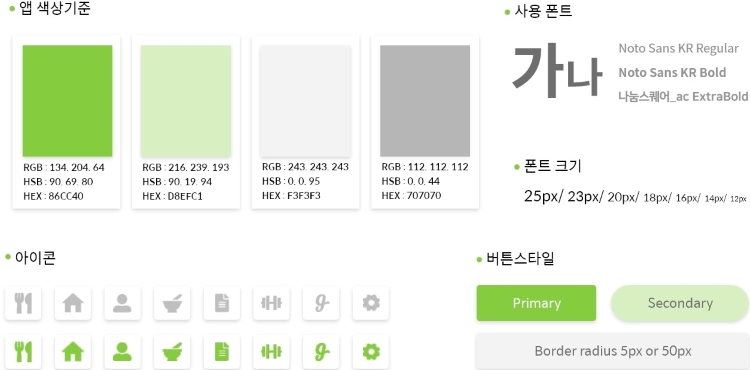 앱 색상기준
RGB : 134. 204. 64
HSB : 90. 69. 80
HEX : 86CC40
RGB : 216. 239. 193
HSB : 90. 19. 94
HEX : D8EFC1
RGB : 243. 243. 243
HSB : 0. 0. 95
HEX : F3F3F3
RGB : 112. 112. 112
HSB : 0. 0. 44
HEX : 707070
사용 폰트
가나
Noto Sans KR Regular
Noto Sans KR Bold
나눔스퀘어_ac ExtraBold
폰트 크기
25px/ 23px/ 20px/ 18px/ 16px/ 14px/ 12px
아이콘
g
g
버튼스타일
Primary
Secondary
Border radius 5px or 50px